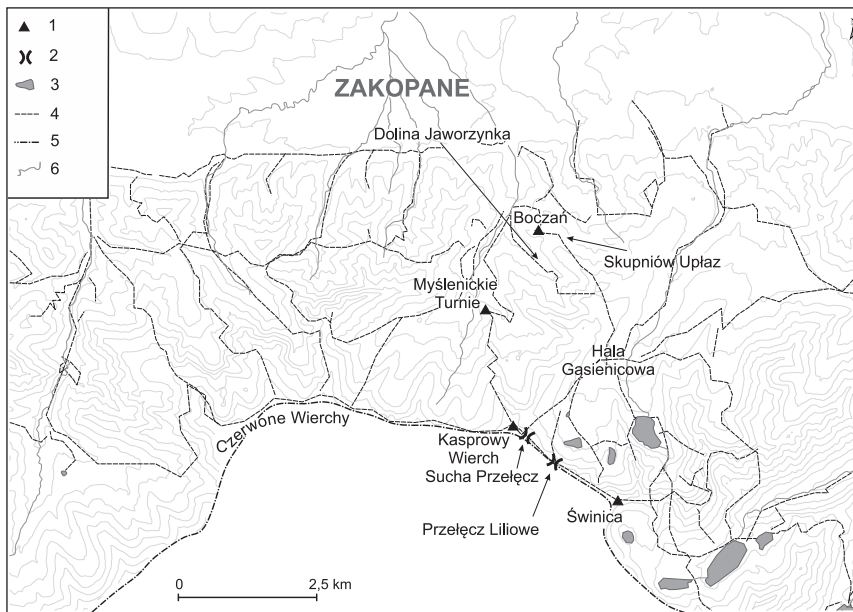 1
2
3
4
5
6
ZAKOPANE
Dolina Jaworzynka
Boczań
Skupniów Upłaz
Myślenickie
Turnie
Hala
Gąsienicowa
Czerwone Wierchy
Kasprowy
Wierch
Sucha Przełęcz
Przełęcz Liliowe
Świnica
0 2,5 km